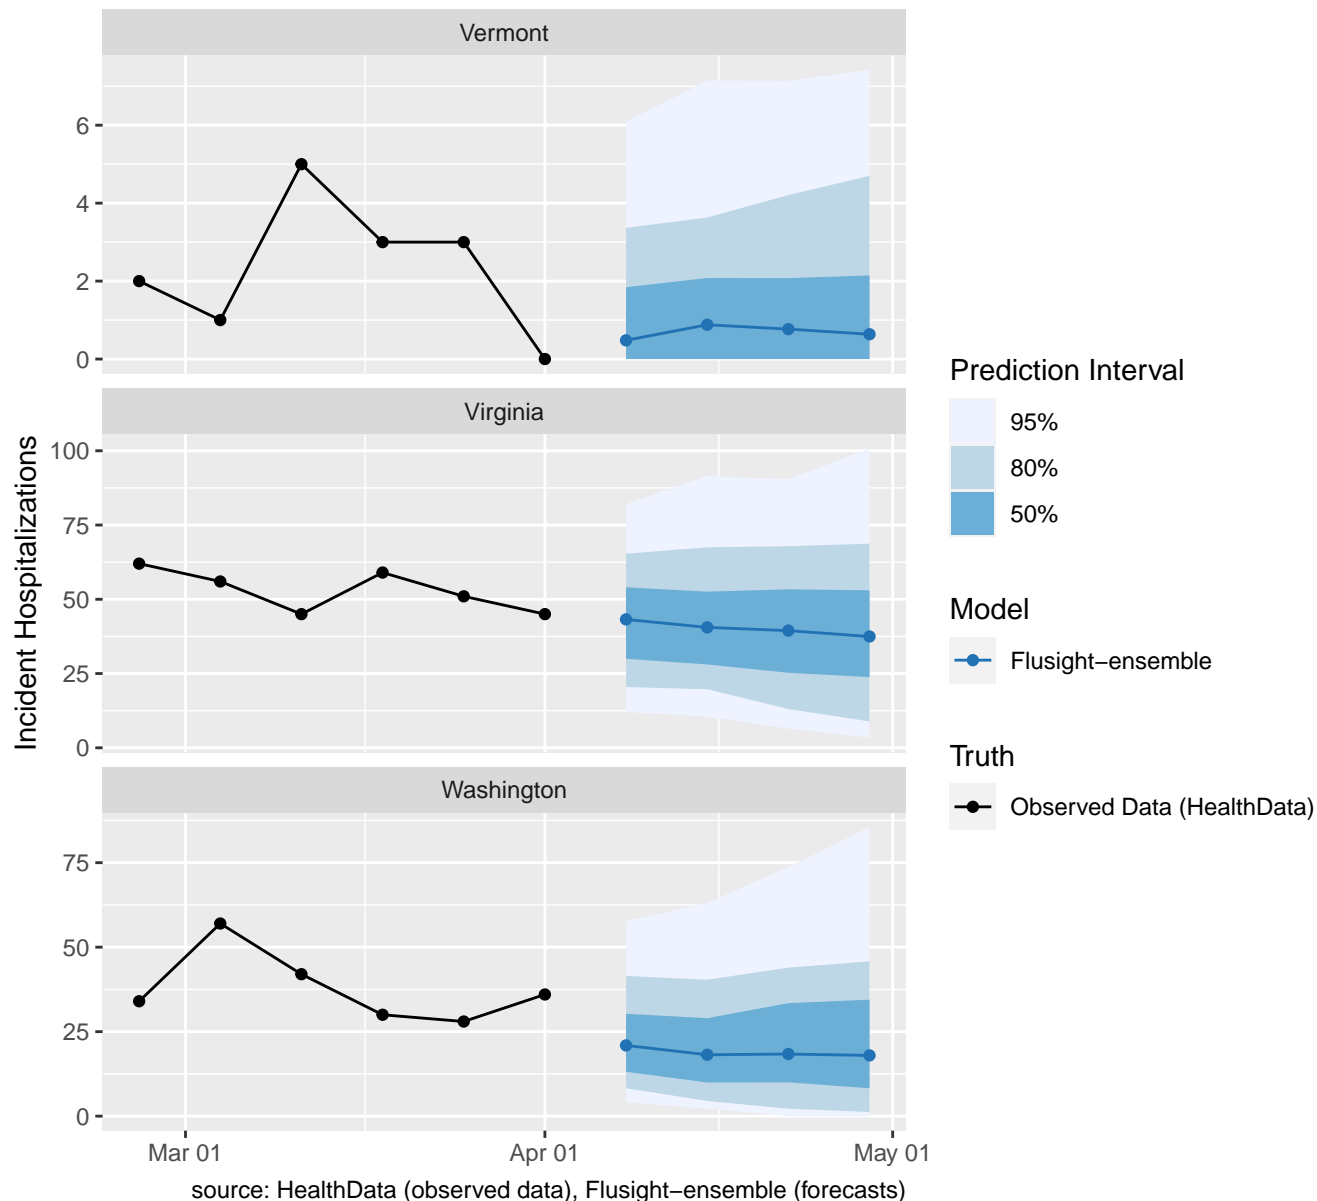 Vermont
6
4
2
0
Virginia
100
75
50
25
0
Washington
75
50
25
0
Mar 01
Apr 01
May 01
Incident Hospitalizations
source: HealthData (observed data), Flusight−ensemble (forecasts)
Prediction Interval
95%
80%
50%
Model
Flusight−ensemble
Truth
Observed Data (HealthData)